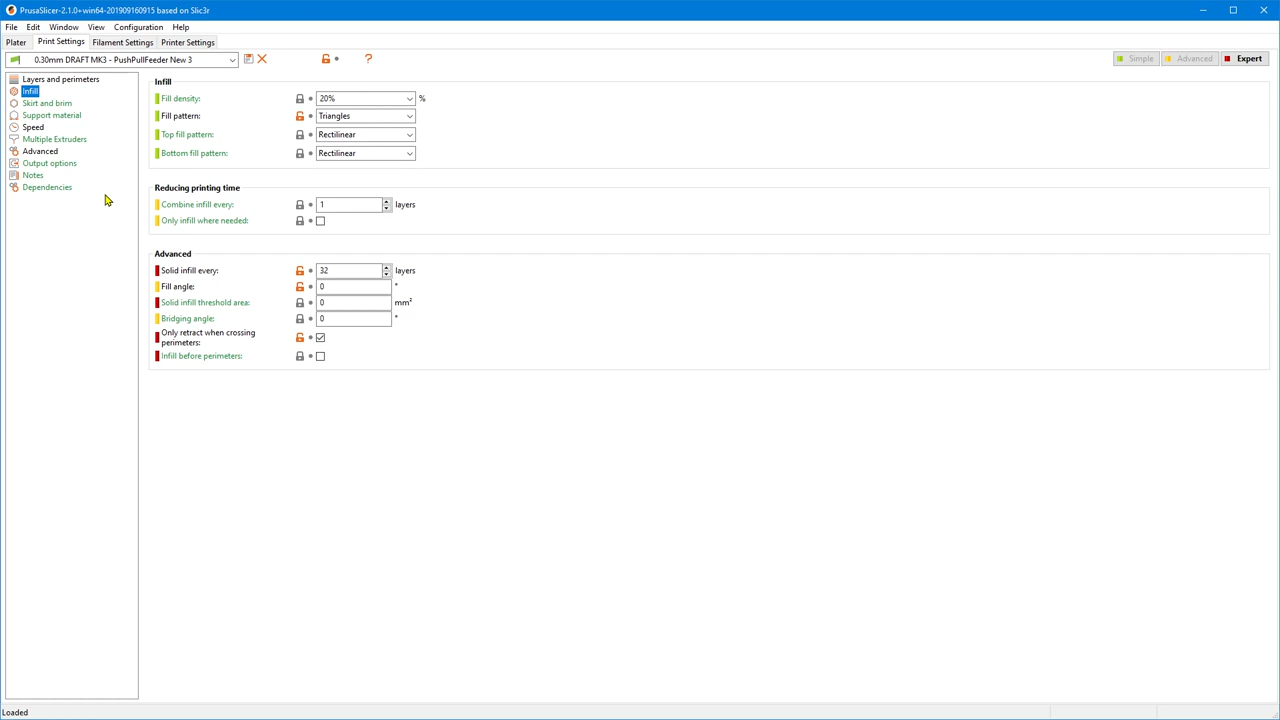 PrusaSlicer-2.1.0+win64-201909160915 based on Slic3r
File Edit Window View Configuration Help
Plater Print Settings Filament Settings Printer Settings
0.30mm DRAFT MK3 - PushPullFeeder New 3 ? Simple Advanced Expert
Layers and perimeters
Infill
Skirt and brim
Support material
Speed
Multiple Extruders
Advanced
Output options
Notes
Dependencies
Infill
Fill density: 20% %
Fill pattern: Triangles
Top fill pattern: Rectilinear
Bottom fill pattern: Rectilinear
Reducing printing time
Combine infill every: 1 layers
Only infill where needed:
Advanced
Solid infill every: 32 layers
Fill angle: 0 °
Solid infill threshold area: 0 mm²
Bridging angle: 0 °
Only retract when crossing
perimeters:
Infill before perimeters:
Loaded